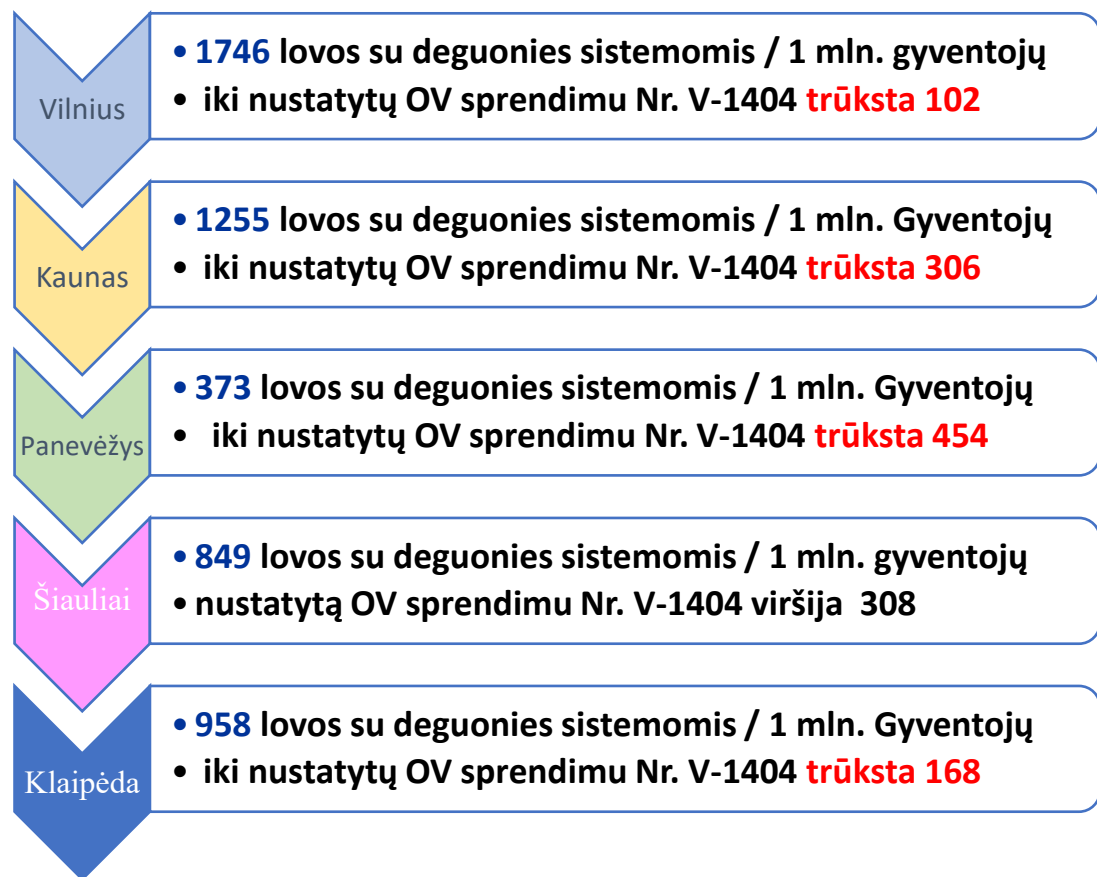 Vilnius
• 1746 lovos su deguonies sistemomis / 1 mln. gyventojų
• iki nustatytų OV sprendimu Nr. V-1404 trūksta 102
Kaunas
• 1255 lovos su deguonies sistemomis / 1 mln. Gyventojų
• iki nustatytų OV sprendimu Nr. V-1404 trūksta 306
Panevėžys
• 373 lovos su deguonies sistemomis / 1 mln. Gyventojų
• iki nustatytų OV sprendimu Nr. V-1404 trūksta 454
Šiauliai
• 849 lovos su deguonies sistemomis / 1 mln. gyventojų
• nustatytą OV sprendimu Nr. V-1404 viršija 308
Klaipėda
• 958 lovos su deguonies sistemomis / 1 mln. Gyventojų
• iki nustatytų OV sprendimu Nr. V-1404 trūksta 168